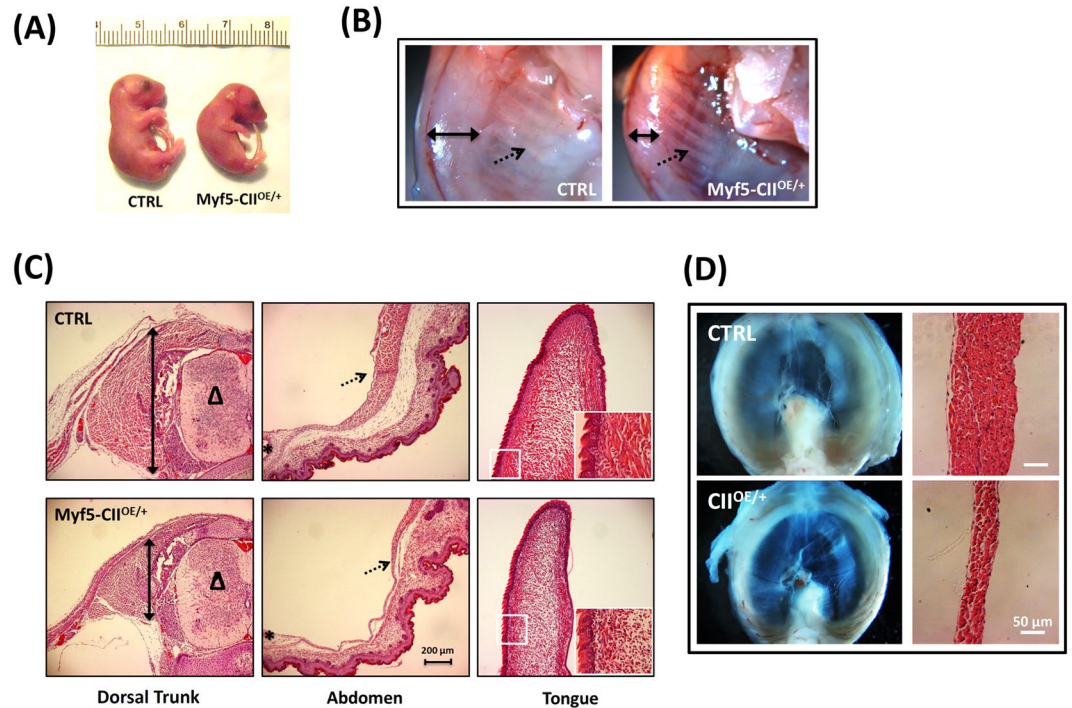 (A)
4 5 6 7 8
CTRL Myf5-CII^OE/+
(B)
CTRL
Myf5-CII^OE/+
(C)
CTRL
Δ
*
Myf5-CII^OE/+
Δ
*
200 µm
Dorsal Trunk Abdomen Tongue
(D)
CTRL
CII^OE/+
50 µm